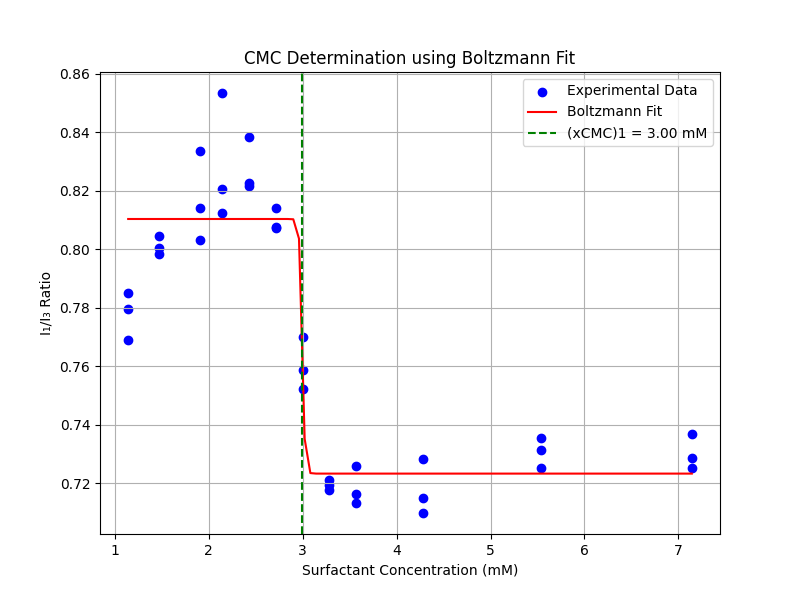 CMC Determination using Boltzmann Fit
Experimental Data
Boltzmann Fit
(xCMC)1 = 3.00 mM
I₁/I₃ Ratio
0.86
0.84
0.82
0.80
0.78
0.76
0.74
0.72
1 2 3 4 5 6 7
Surfactant Concentration (mM)